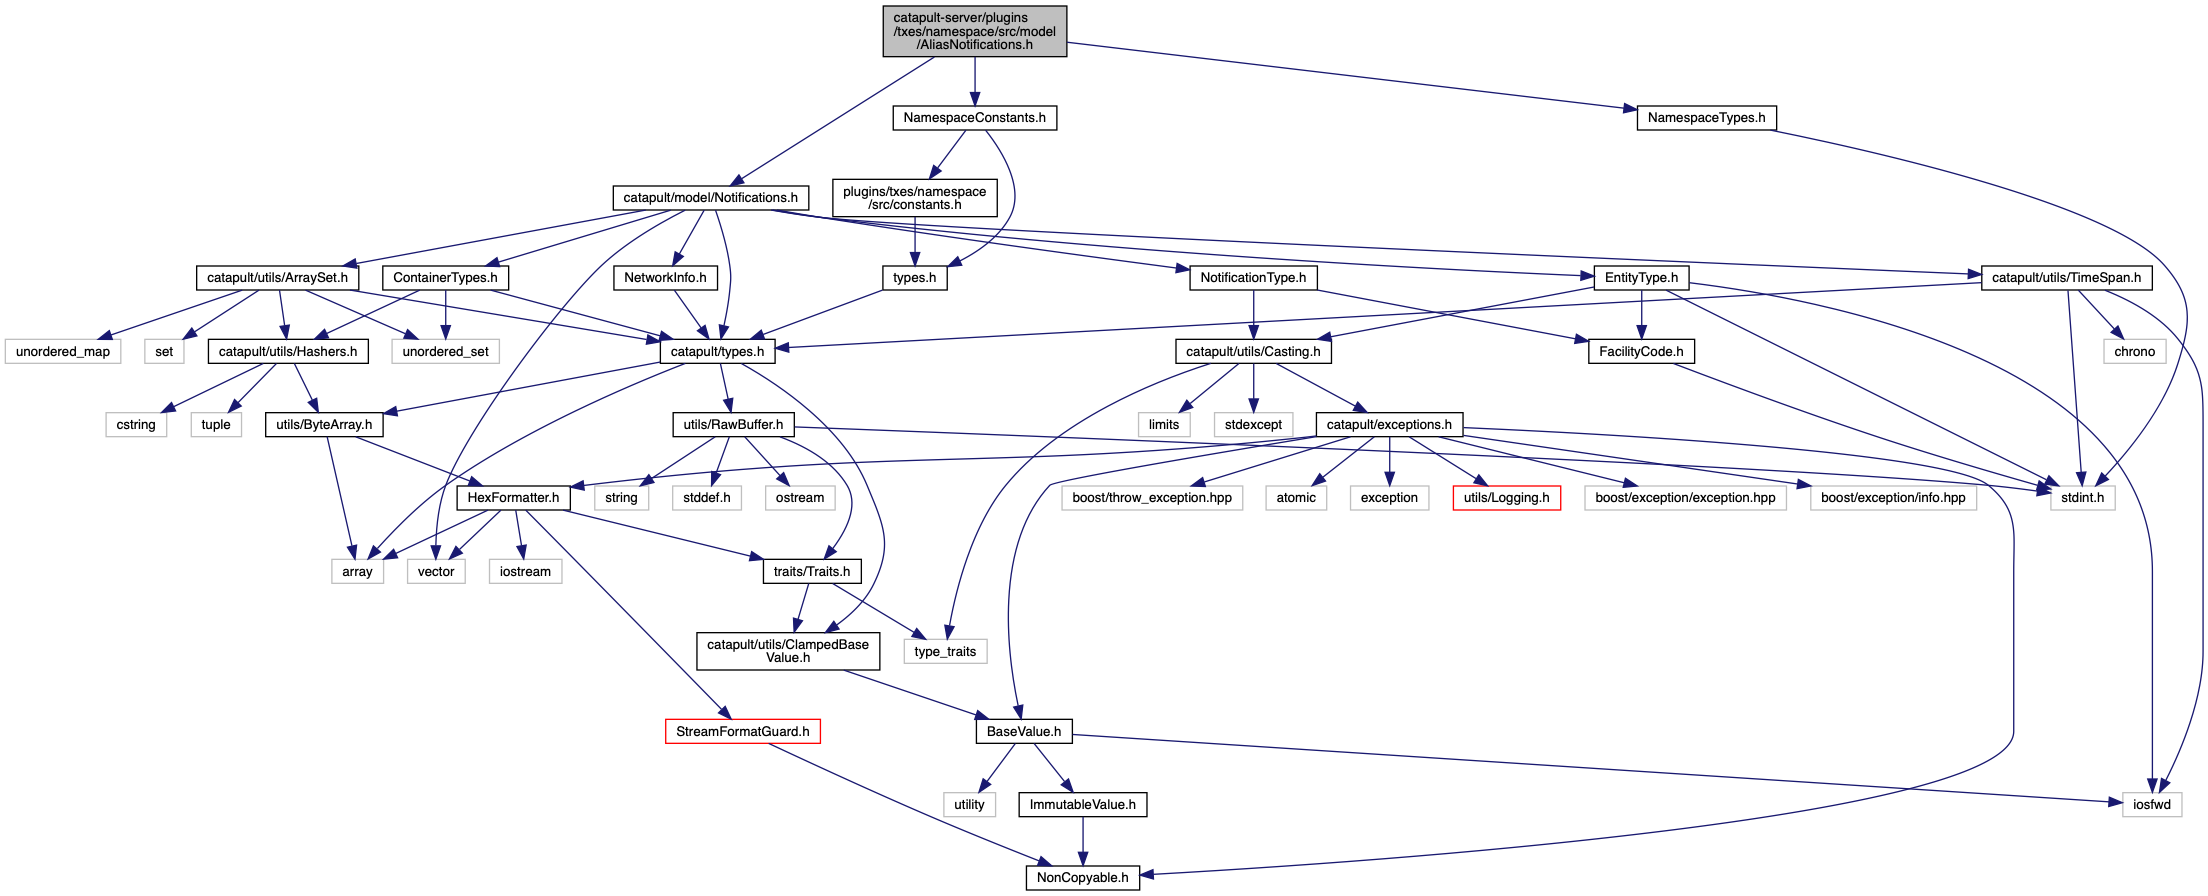 catapult-server/plugins
/txes/namespace/src/model
/AliasNotifications.h
NamespaceConstants.h
NamespaceTypes.h
catapult/model/Notifications.h
plugins/txes/namespace
/src/constants.h
catapult/utils/ArraySet.h
ContainerTypes.h
NetworkInfo.h
types.h
NotificationType.h
EntityType.h
catapult/utils/TimeSpan.h
unordered_map
set
catapult/utils/Hashers.h
unordered_set
catapult/types.h
catapult/utils/Casting.h
FacilityCode.h
chrono
cstring
tuple
utils/ByteArray.h
utils/RawBuffer.h
limits
stdexcept
catapult/exceptions.h
HexFormatter.h
string
stddef.h
ostream
boost/throw_exception.hpp
atomic
exception
utils/Logging.h
boost/exception/exception.hpp
boost/exception/info.hpp
stdint.h
array
vector
iostream
traits/Traits.h
catapult/utils/ClampedBase
Value.h
type_traits
StreamFormatGuard.h
BaseValue.h
utility
ImmutableValue.h
iosfwd
NonCopyable.h